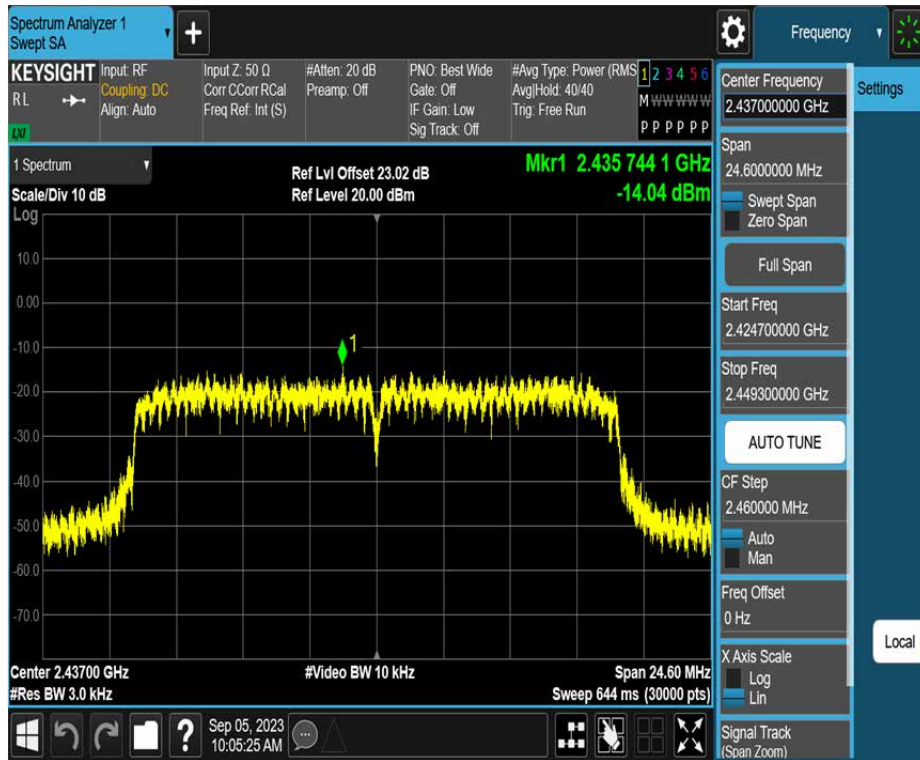 Spectrum Analyzer 1
Swept SA
+
Frequency
KEYSIGHT
R L
LXI
Input: RF
Coupling: DC
Align: Auto
Input Z: 50 Ω
Corr CCorr RCal
Freq Ref: Int (S)
#Atten: 20 dB
Preamp: Off
PNO: Best Wide
Gate: Off
IF Gain: Low
Sig Track: Off
#Avg Type: Power (RMS
Avg|Hold: 40/40
Trig: Free Run
1 2 3 4 5 6
M W W W W W
P P P P P P
Center Frequency
2.437000000 GHz
Settings
1 Spectrum
Scale/Div 10 dB
Ref Lvl Offset 23.02 dB
Ref Level 20.00 dBm
Mkr1 2.435 744 1 GHz
-14.04 dBm
Log
10.0
0.00
-10.0
-20.0
-30.0
-40.0
-50.0
-60.0
-70.0
1
Span
24.6000000 MHz
Swept Span
Zero Span
Full Span
Start Freq
2.424700000 GHz
Stop Freq
2.449300000 GHz
AUTO TUNE
CF Step
2.460000 MHz
Auto
Man
Freq Offset
0 Hz
Local
X Axis Scale
Log
Lin
Signal Track
(Span Zoom)
Center 2.43700 GHz
#Res BW 3.0 kHz
#Video BW 10 kHz
Span 24.60 MHz
Sweep 644 ms (30000 pts)
?
Sep 05, 2023
10:05:25 AM